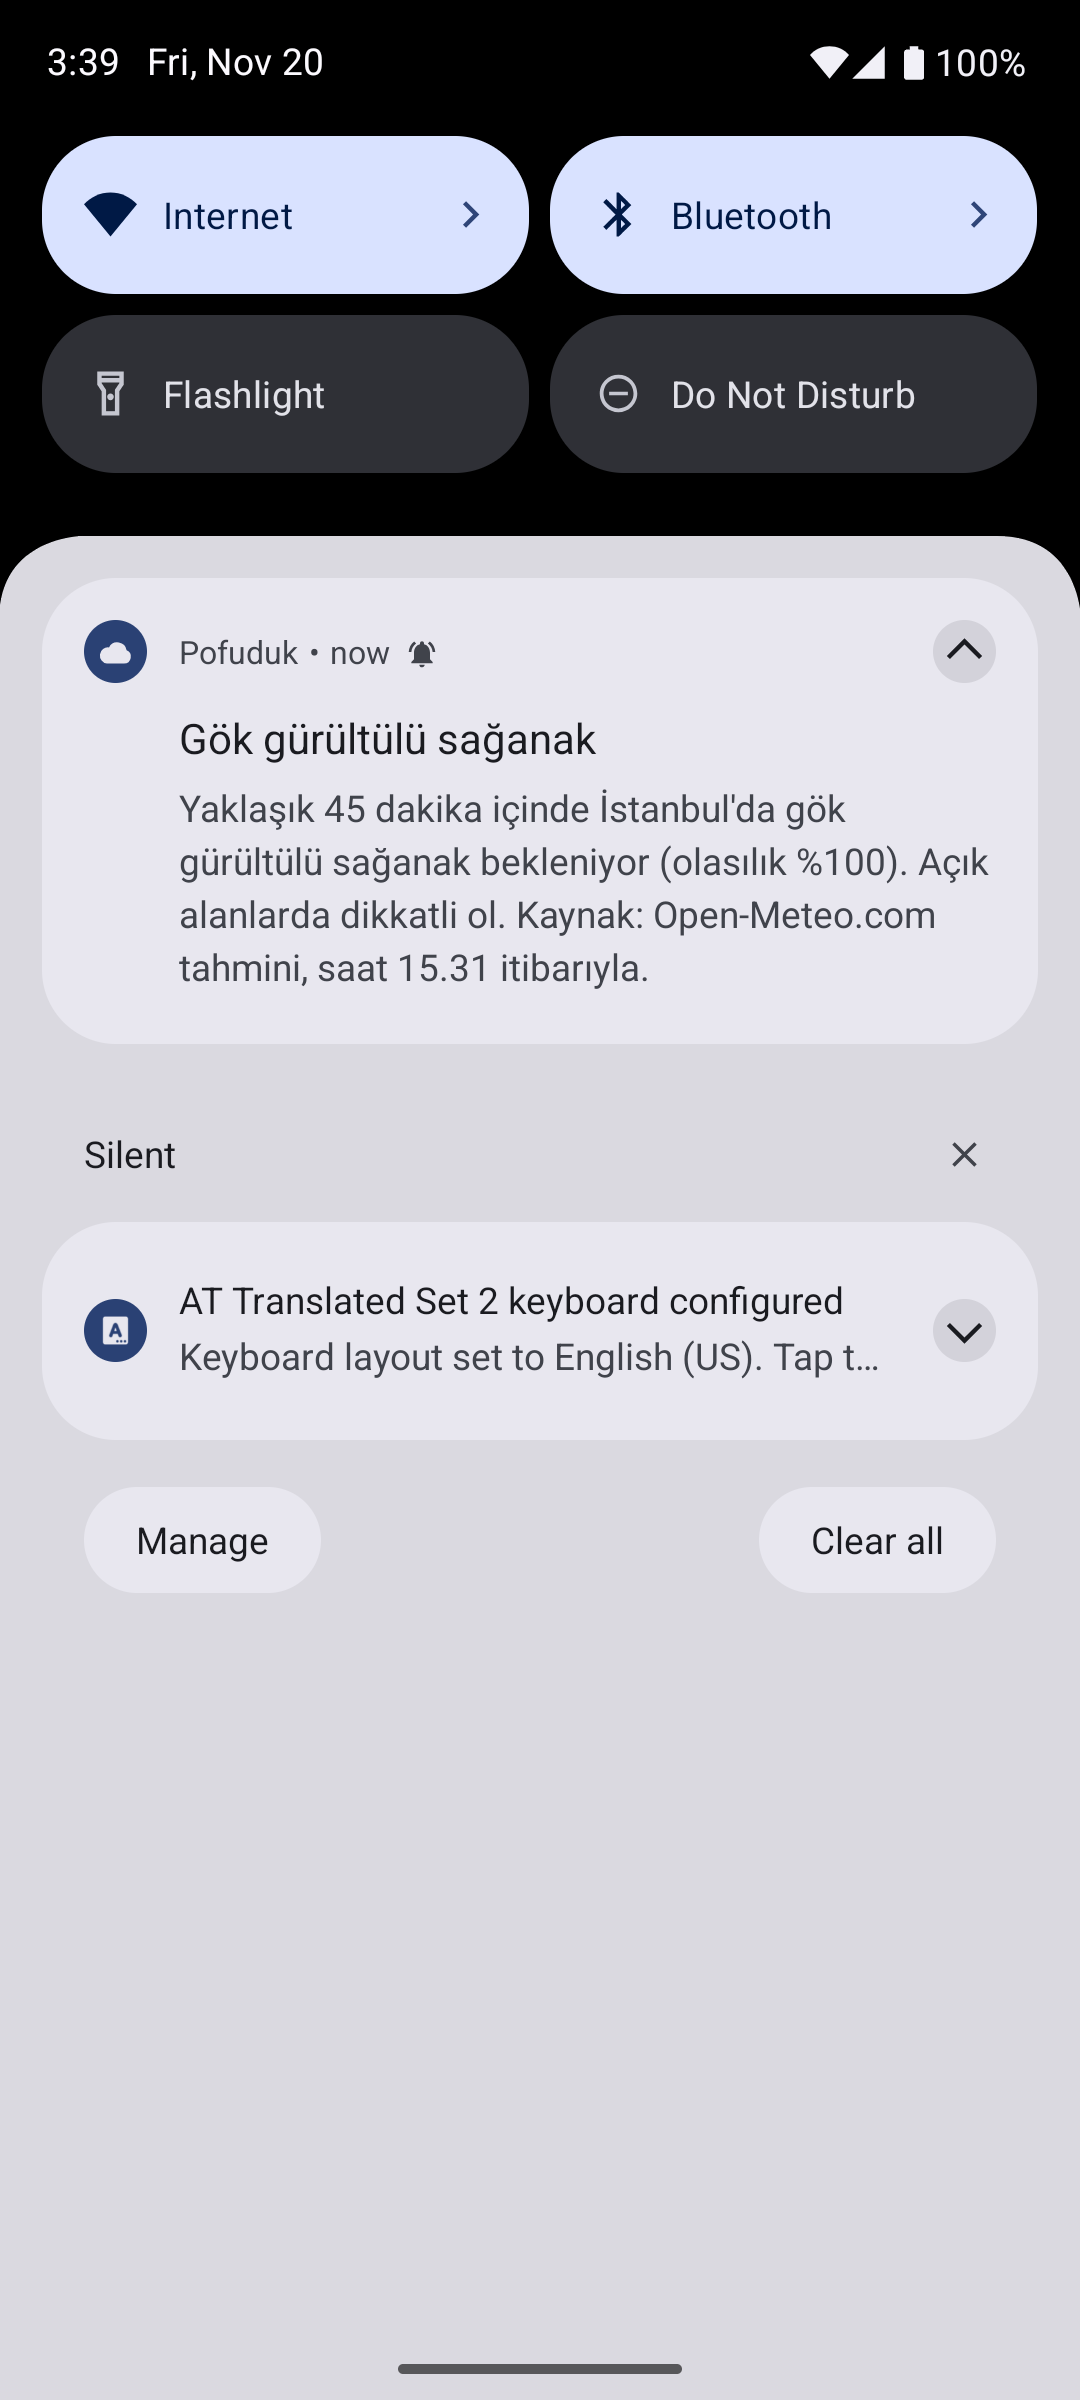 3:39 Fri, Nov 20 100%
Internet
Bluetooth
Flashlight
Do Not Disturb
Pofuduk • now
Gök gürültülü sağanak
Yaklaşık 45 dakika içinde İstanbul'da gök
gürültülü sağanak bekleniyor (olasılık %100). Açık
alanlarda dikkatli ol. Kaynak: Open-Meteo.com
tahmini, saat 15.31 itibarıyla.
Silent
AT Translated Set 2 keyboard configured
Keyboard layout set to English (US). Tap t…
Manage
Clear all